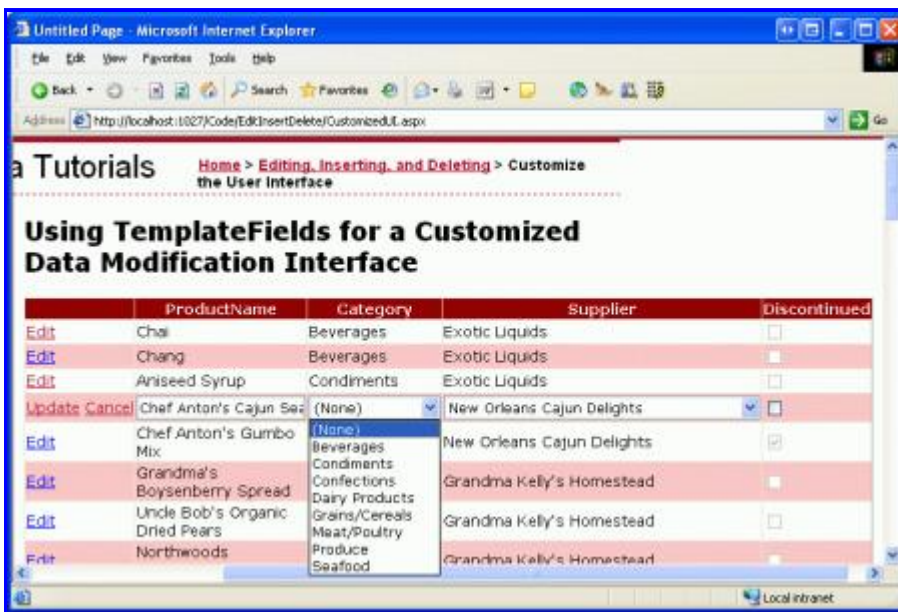 Untitled Page - Microsoft Internet Explorer
File Edit View Favorites Tools Help
Back Search Favorites
Address http://localhost:1027/Code/EditInsertDelete/CustomizedUI.aspx Go
a Tutorials
Home > Editing, Inserting, and Deleting > Customize
the User Interface
Using TemplateFields for a Customized
Data Modification Interface
ProductName Category Supplier Discontinued
Edit Chai Beverages Exotic Liquids
Edit Chang Beverages Exotic Liquids
Edit Aniseed Syrup Condiments Exotic Liquids
Update Cancel Chef Anton's Cajun Sea (None) New Orleans Cajun Delights
(None)
Beverages
Condiments
Confections
Dairy Products
Grains/Cereals
Meat/Poultry
Produce
Seafood
Edit Chef Anton's Gumbo
Mix New Orleans Cajun Delights
Edit Grandma's
Boysenberry Spread Grandma Kelly's Homestead
Edit Uncle Bob's Organic
Dried Pears Grandma Kelly's Homestead
Edit Northwoods Grandma Kelly's Homestead
Local intranet